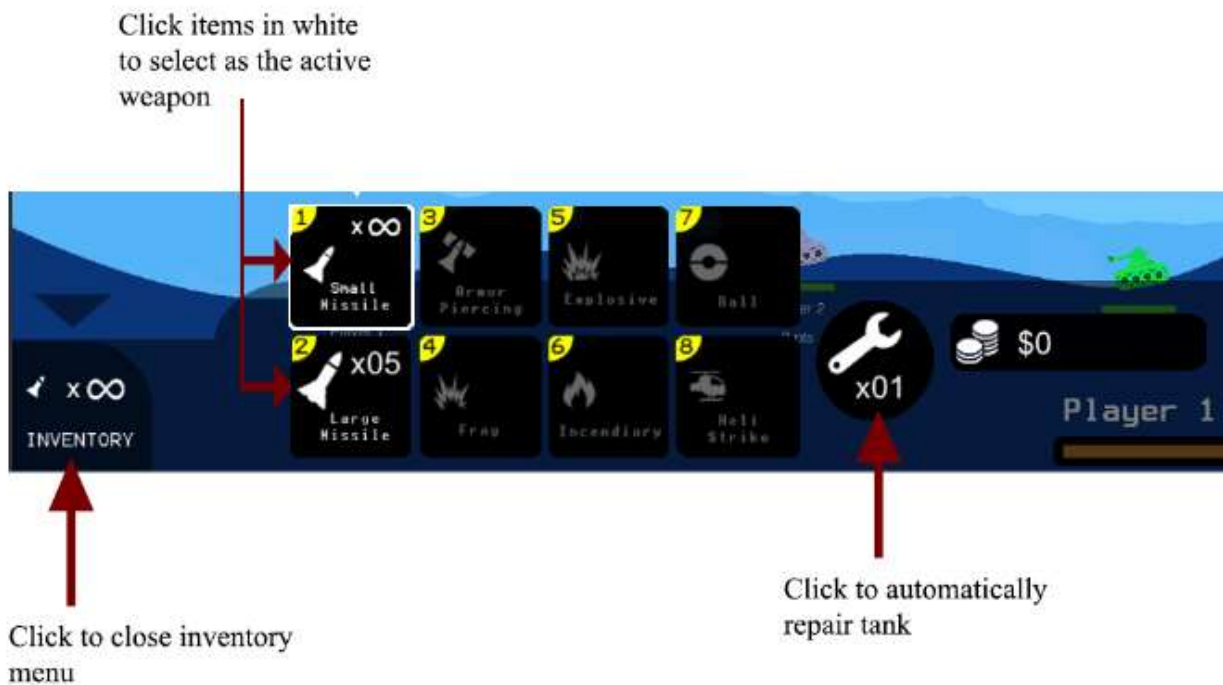 Click items in white
to select as the active
weapon
1
x ∞
Small
Missile
3
Armor
Piercing
5
Explosive
7
Ball
2
x05
Large
Missile
4
Frag
6
Incendiary
8
Heli
Strike
x ∞
INVENTORY
x01
$0
Player 1
Click to close inventory
menu
Click to automatically
repair tank